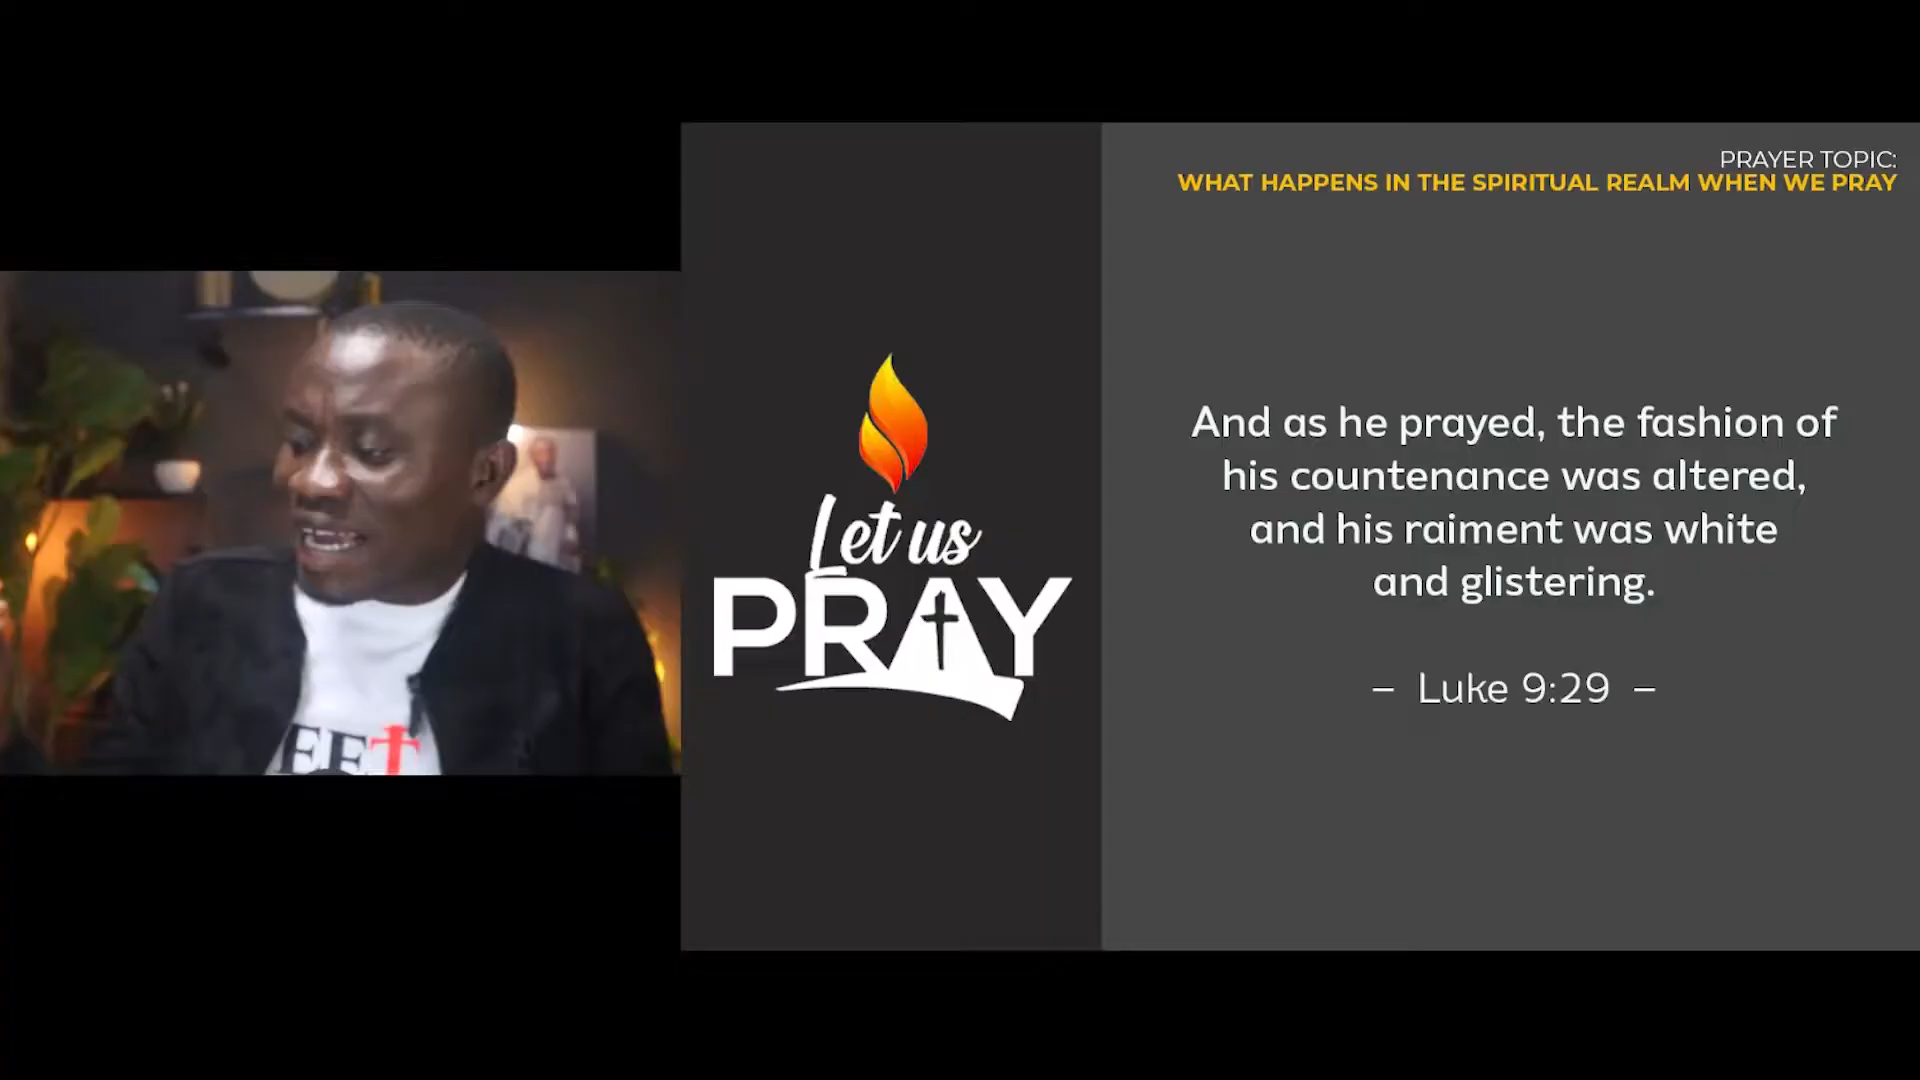 PRAYER TOPIC:
WHAT HAPPENS IN THE SPIRITUAL REALM WHEN WE PRAY
Let us
PRAY
And as he prayed, the fashion of
his countenance was altered,
and his raiment was white
and glistering.
– Luke 9:29 –
EET